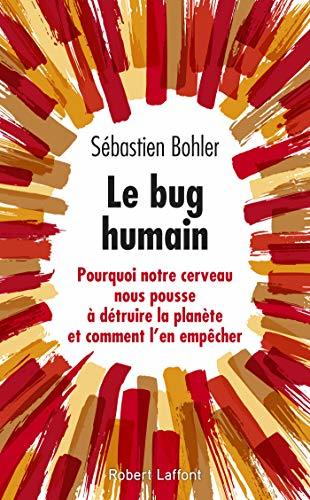 Sébastien Bohler
Le bug
humain
Pourquoi notre cerveau
nous pousse
à détruire la planète
et comment l'en empêcher
Robert Laffont